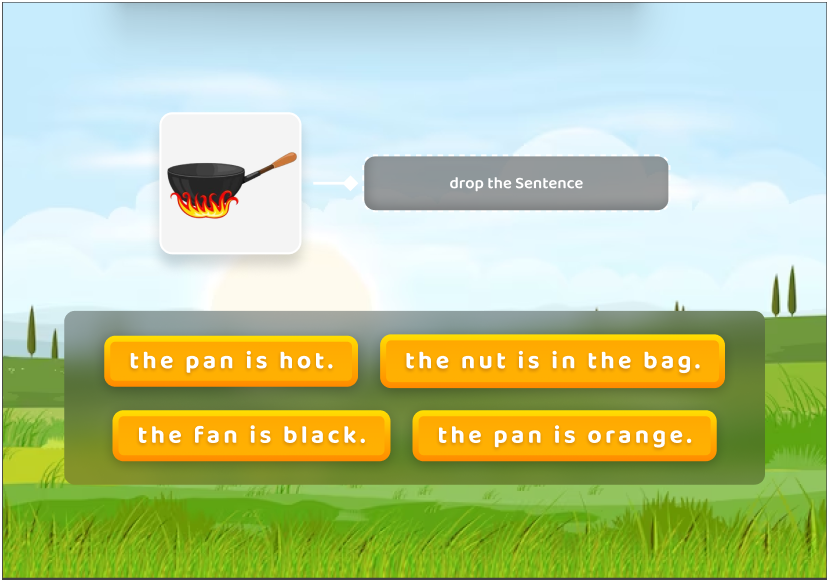 drop the Sentence
the pan is hot.
the nut is in the bag.
the fan is black.
the pan is orange.